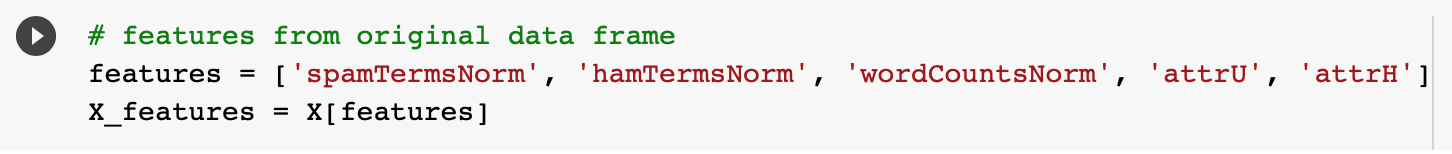 # features from original data frame
features = ['spamTermsNorm', 'hamTermsNorm', 'wordCountsNorm', 'attrU', 'attrH']
X_features = X[features]